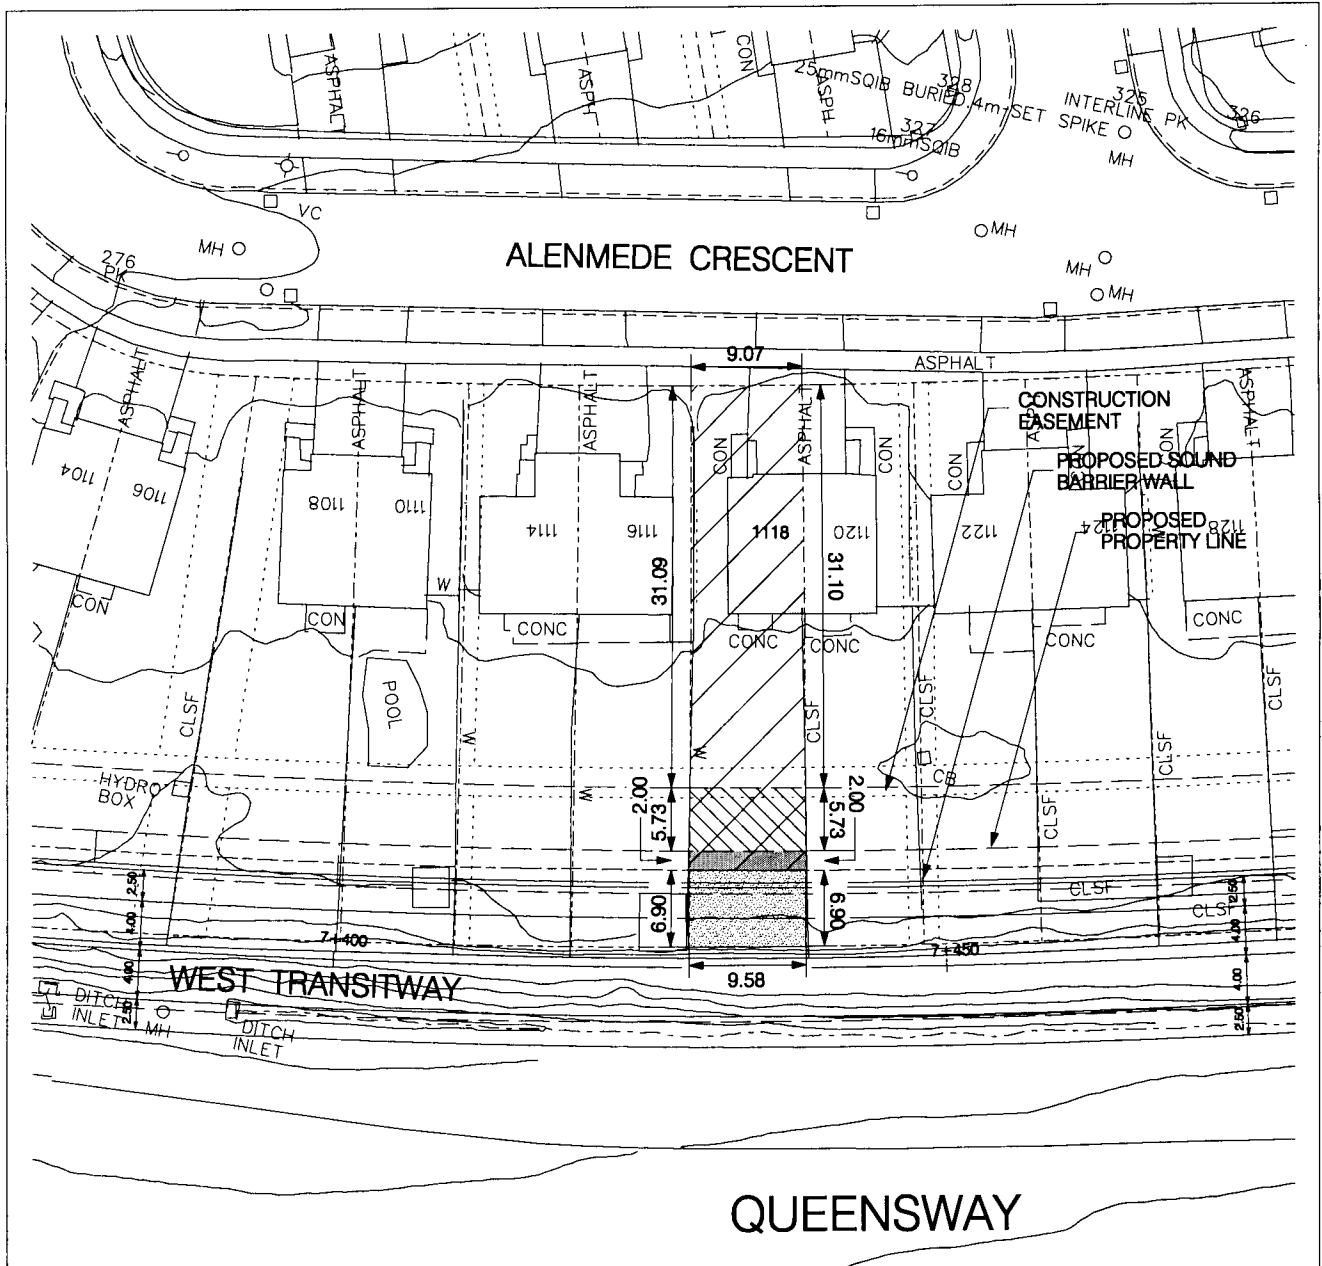 ASPHALT
ASPH
CON
ASPH
25mmSQIB BURIED.4m
SET SPIKE
328
INTERLINE PK
325
326
327
16mmSQIB
MH
VC
MH
MH
276
PK
ALENMEDE CRESCENT
MH
MH
9.07
ASPHALT
ASPHALT
ASPHALT
ASPHALT
ASPHALT
ASPHALT
CONSTRUCTION
EASEMENT
CON
CON
CON
CON
PROPOSED SOUND
BARRIER WALL
1104
1106
1108
1110
1114
1116
1118
1120
1122
1124
1128
PROPOSED
PROPERTY LINE
W
31.09
31.10
W
CON
CON
CONC
CONC
CONC
CONC
CONC
CLSF
POOL
W
W
CLSF
CLSF
CLSF
CLSF
HYDRO
BOX
W
CB
CLSF
2.00
5.73
5.73
2.00
2.50
4.00
4.00
2.50
6.90
6.90
CLSF
CLSF
2.50
4.00
4.00
2.50
7+400
7+450
WEST TRANSITWAY
9.58
DITCH
INLET
MH
DITCH
INLET
QUEENSWAY